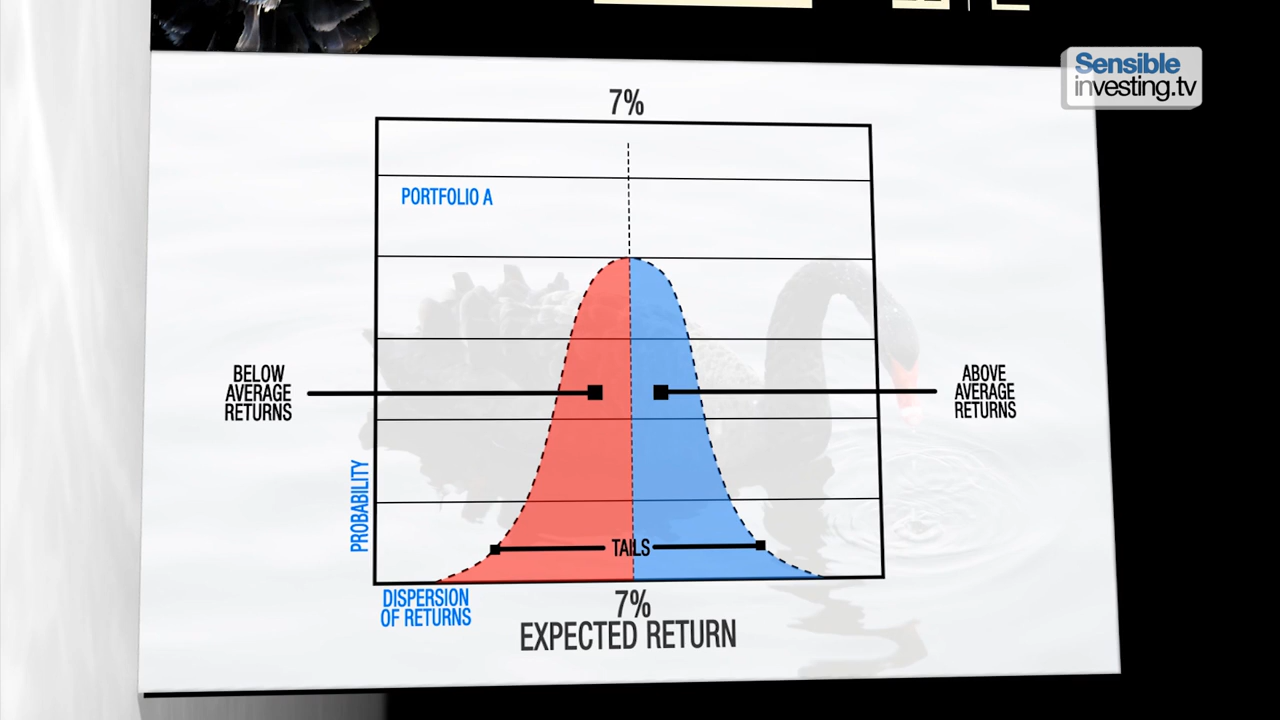 Sensible
investing.tv
7%
PORTFOLIO A
BELOW
AVERAGE
RETURNS
ABOVE
AVERAGE
RETURNS
PROBABILITY
TAILS
DISPERSION
OF RETURNS
7%
EXPECTED RETURN